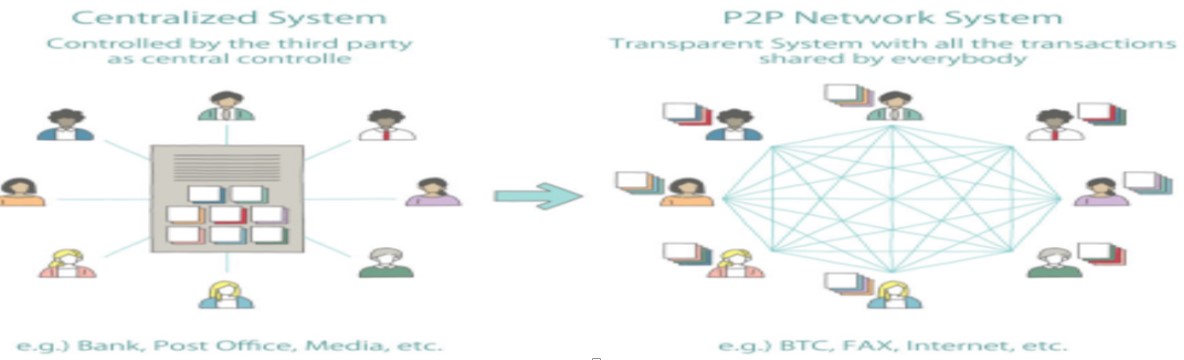 Centralized System
Controlled by the third party
as central controlle
P2P Network System
Transparent System with all the transactions
shared by everybody
e.g.) Bank, Post Office, Media, etc.
e.g.) BTC, FAX, Internet, etc.